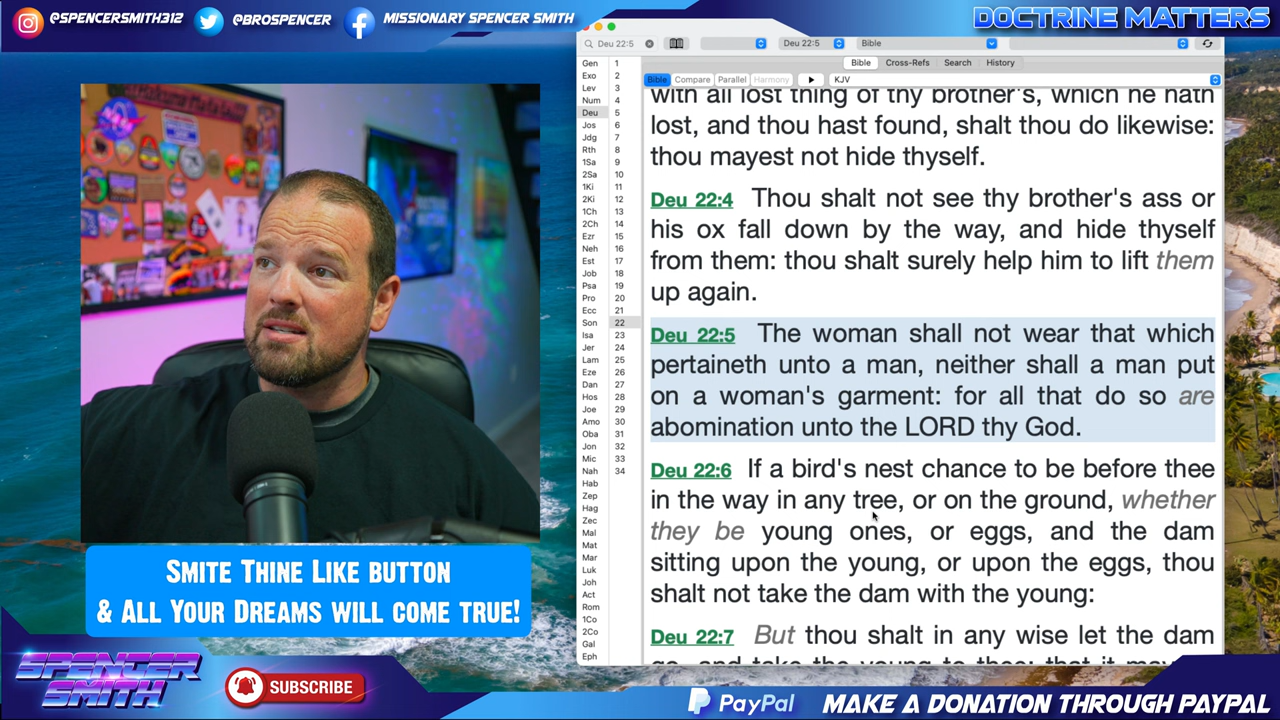 @SPENCERSMITH312 @BROSPENCER MISSIONARY SPENCER SMITH
DOCTRINE MATTERS
Deu 22:5 Deu 22:5 Bible
Bible Cross-Refs Search History
Bible Compare Parallel Harmony KJV
Gen 1
Exo 2
Lev 3
Num 4
Deu 5
Jos 6
Jdg 7
Rth 8
1Sa 9
2Sa 10
1Ki 11
2Ki 12
1Ch 13
2Ch 14
Ezr 15
Neh 16
Est 17
Job 18
Psa 19
Pro 20
Ecc 21
Son 22
Isa 23
Jer 24
Lam 25
Eze 26
Dan 27
Hos 28
Joe 29
Amo 30
Oba 31
Jon 32
Mic 33
Nah 34
Hab
Zep
Hag
Zec
Mal
Mat
Mar
Luk
Joh
Act
Rom
1Co
2Co
Gal
Eph
with all lost thing of thy brother's, which he hath
lost, and thou hast found, shalt thou do likewise:
thou mayest not hide thyself.
Deu 22:4 Thou shalt not see thy brother's ass or
his ox fall down by the way, and hide thyself
from them: thou shalt surely help him to lift them
up again.
Deu 22:5 The woman shall not wear that which
pertaineth unto a man, neither shall a man put
on a woman's garment: for all that do so are
abomination unto the LORD thy God.
Deu 22:6 If a bird's nest chance to be before thee
in the way in any tree, or on the ground, whether
they be young ones, or eggs, and the dam
sitting upon the young, or upon the eggs, thou
shalt not take the dam with the young:
Deu 22:7 But thou shalt in any wise let the dam
go, and take the young to thee; that it may
SMITE THINE LIKE BUTTON
& ALL YOUR DREAMS WILL COME TRUE!
SPENCER
SMITH
SUBSCRIBE
PayPal MAKE A DONATION THROUGH PAYPAL